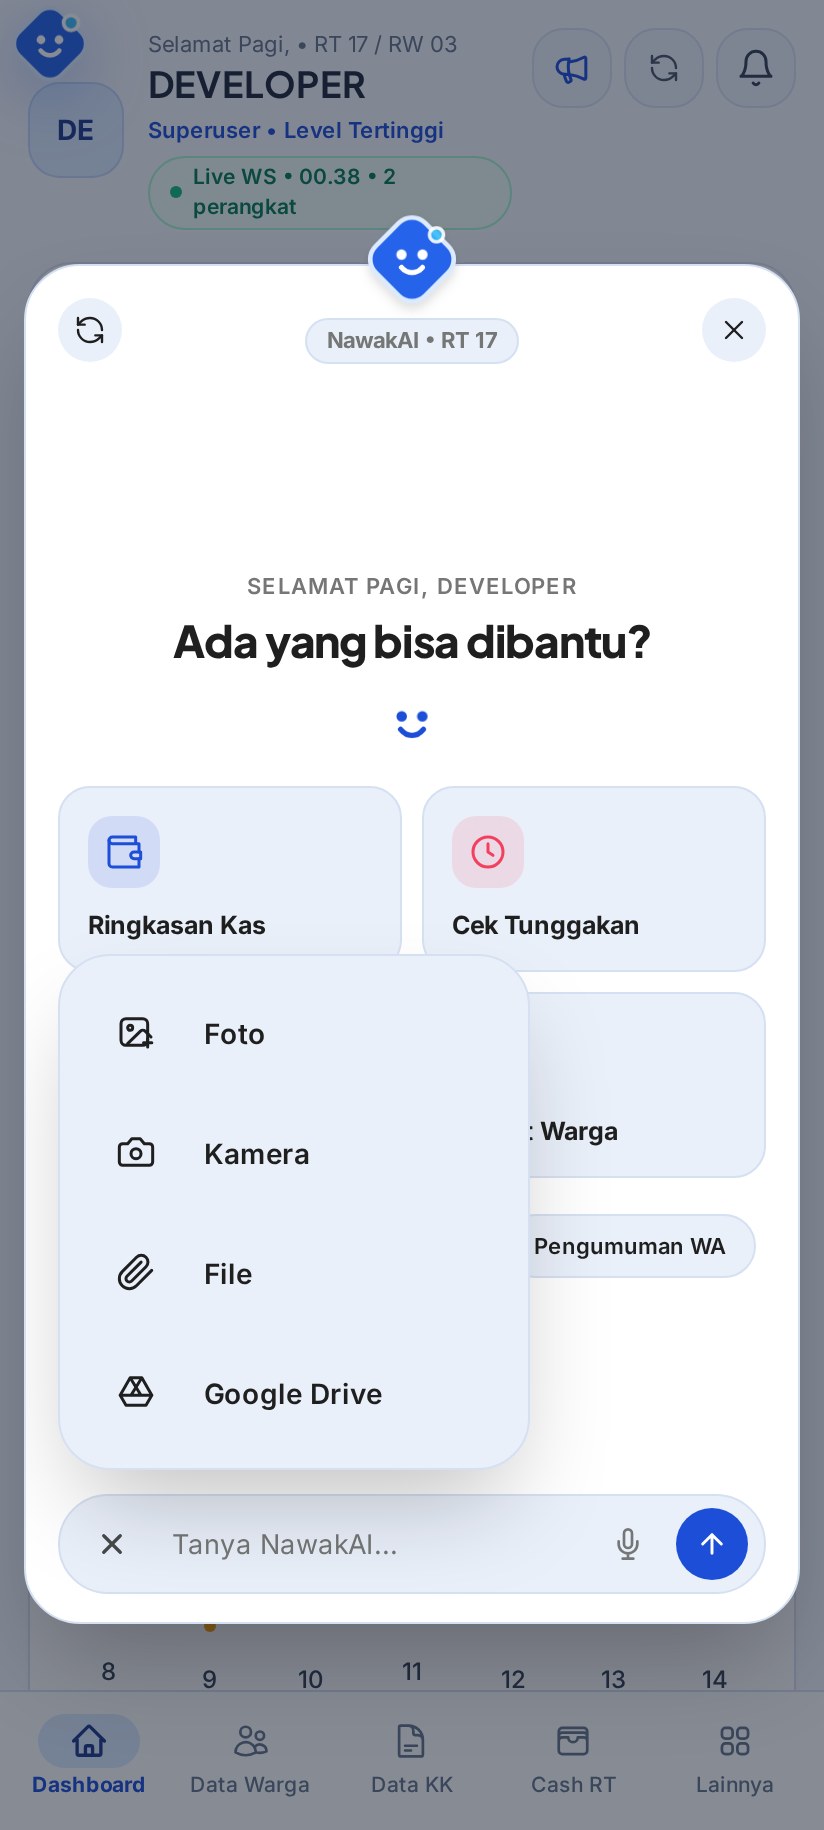 Selamat Pagi, • RT 17 / RW 03
DEVELOPER
DE
Superuser • Level Tertinggi
Live WS • 00.38 • 2
perangkat
NawakAI • RT 17
SELAMAT PAGI, DEVELOPER
Ada yang bisa dibantu?
Ringkasan Kas
Cek Tunggakan
Foto
Kamera
Warga
Pengumuman WA
File
Google Drive
Tanya NawakAI...
8
9
10
11
12
13
14
Dashboard
Data Warga
Data KK
Cash RT
Lainnya